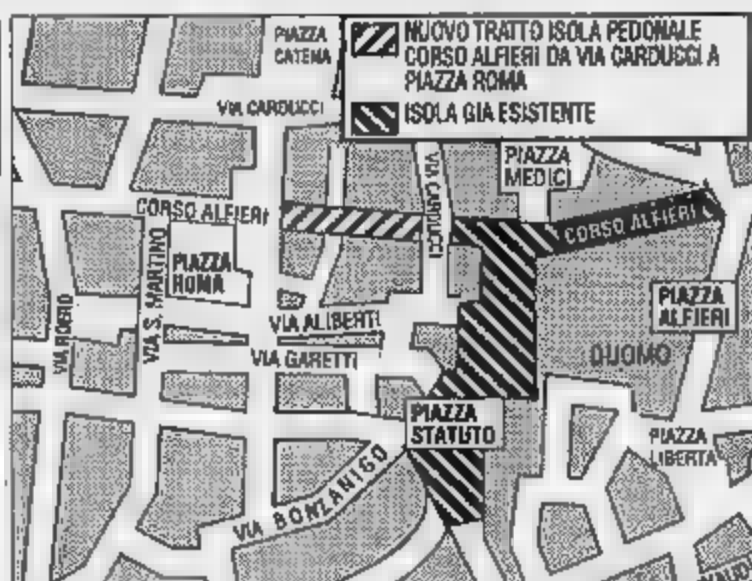 PIAZZA
CATENA
NUOVO TRATTO ISOLA PEDONALE
CORSO ALFIERI DA VIA CARDUCCI A
PIAZZA ROMA
ISOLA GIA ESISTENTE
VIA CARDUCCI
PIAZZA
MEDICI
VIA CARDUCCI
CORSO ALFIERI
CORSO ALFIERI
PIAZZA
ROMA
VIA S. MARTINO
VIA ROERO
PIAZZA
ALFIERI
VIA ALIBERTI
VIA GARETTI
DUOMO
PIAZZA
STATUTO
PIAZZA
LIBERTA'
VIA BONZANIGO